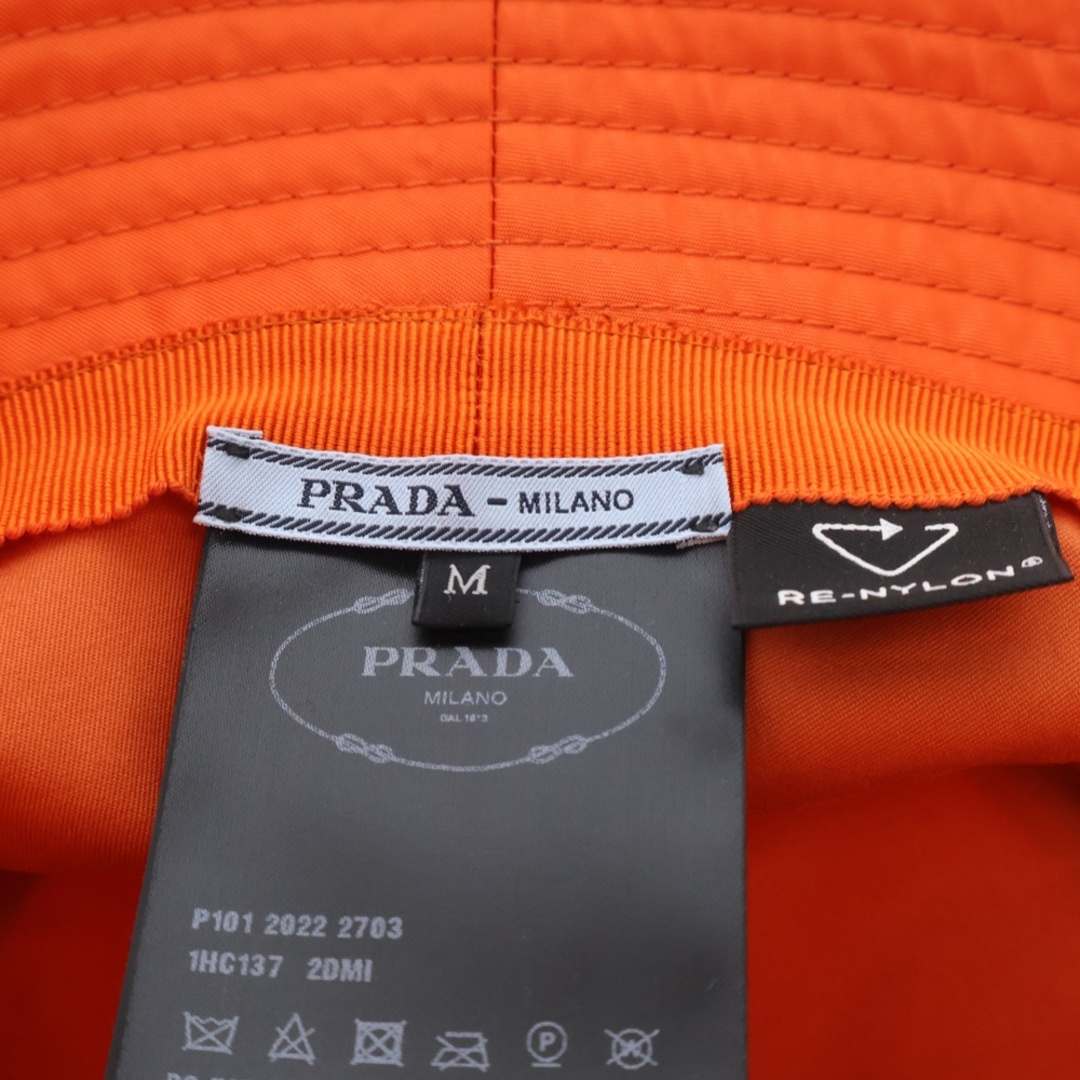 PRADA - MILANO
M
RE-NYLON®
PRADA
MILANO
P101 2022 2703
1HC137 2DMI
P